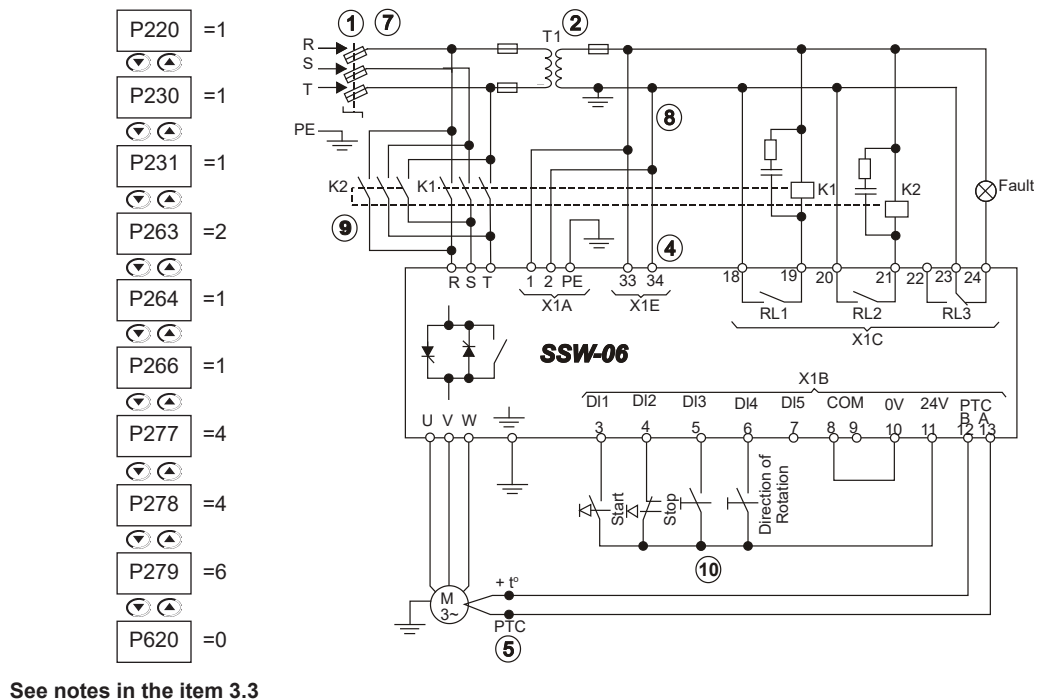 P220 =1
P230 =1
P231 =1
P263 =2
P264 =1
P266 =1
P277 =4
P278 =4
P279 =6
P620 =0
1 7 2
R
S
T
T1
PE
8
K2 K1
K1 K2 Fault
9
4
R S T 1 2 PE 33 34 18 19 20 21 22 23 24
X1A X1E RL1 RL2 RL3
X1C
SSW-06
X1B
DI1 DI2 DI3 DI4 DI5 COM 0V 24V PTC
B A
U V W
3 4 5 6 7 8 9 10 11 12 13
Start
Stop
Direction of
Rotation
10
+ tº
M
3~
PTC
5
See notes in the item 3.3